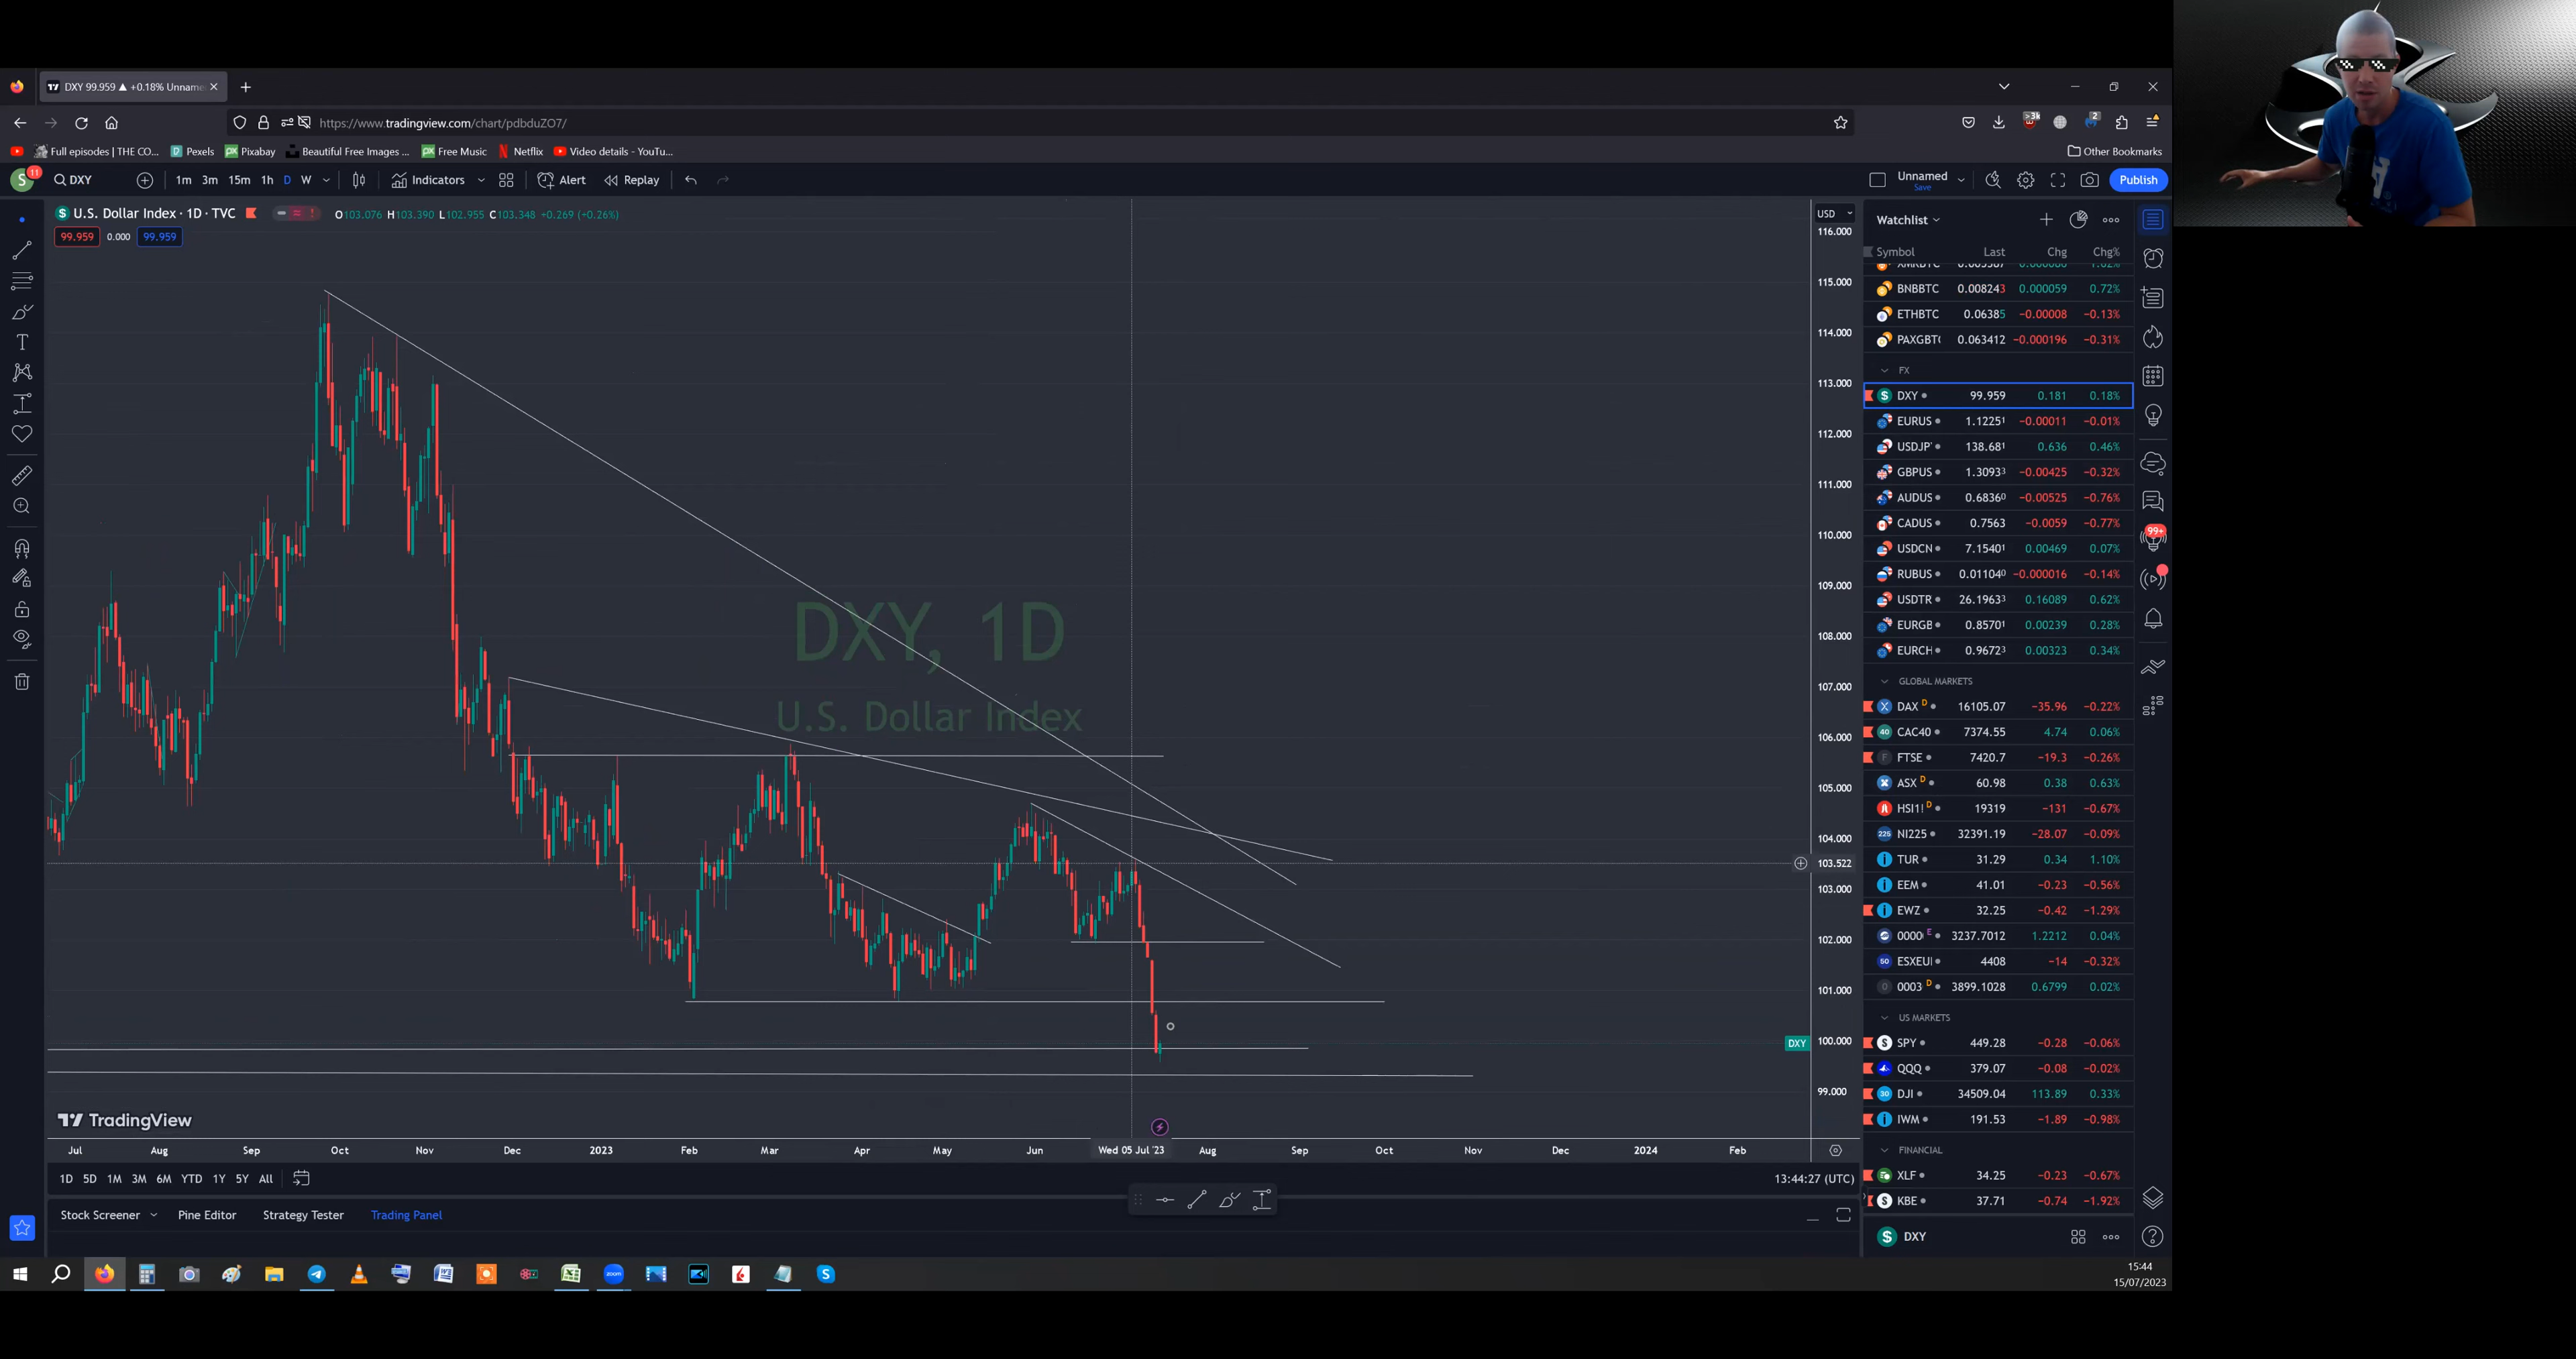 DXY 99.959 ▲ +0.18% Unname
https://www.tradingview.com/chart/pdbduZO7/
Full episodes | THE CO... Pexels Pixabay Beautiful Free Images ... Free Music Netflix Video details - YouTu... Other Bookmarks
S 11 DXY 1m 3m 15m 1h D W Indicators Alert Replay Unnamed Save Publish
U.S. Dollar Index · 1D · TVC O103.076 H103.390 L102.955 C103.348 +0.269 (+0.26%)
99.959 0.000 99.959
USD
116.000
115.000
114.000
113.000
112.000
111.000
110.000
109.000
108.000
107.000
106.000
105.000
104.000
103.522
103.000
102.000
101.000
DXY 100.000
99.000
DXY, 1D
U.S. Dollar Index
TradingView
Jul Aug Sep Oct Nov Dec 2023 Feb Mar Apr May Jun Wed 05 Jul '23 Aug Sep Oct Nov Dec 2024 Feb
1D 5D 1M 3M 6M YTD 1Y 5Y All 13:44:27 (UTC)
Stock Screener Pine Editor Strategy Tester Trading Panel
Watchlist
Symbol Last Chg Chg%
BNBBTC 0.008243 0.000059 0.72%
ETHBTC 0.06385 −0.00008 −0.13%
PAXGBT 0.063412 −0.000196 −0.31%
FX
DXY 99.959 0.181 0.18%
EURUS 1.12251 −0.00011 −0.01%
USDJP 138.681 0.636 0.46%
GBPUS 1.30933 −0.00425 −0.32%
AUDUS 0.68360 −0.00525 −0.76%
CADUS 0.7563 −0.0059 −0.77%
USDCN 7.15401 0.00469 0.07%
RUBUS 0.011040 −0.000016 −0.14%
USDTR 26.19633 0.16089 0.62%
EURGB 0.85701 0.00239 0.28%
EURCH 0.96723 0.00323 0.34%
GLOBAL MARKETS
DAX D 16105.07 −35.96 −0.22%
CAC40 7374.55 4.74 0.06%
FTSE 7420.7 −19.3 −0.26%
ASX D 60.98 0.38 0.63%
HSI1! D 19319 −131 −0.67%
NI225 32391.19 −28.07 −0.09%
TUR 31.29 0.34 1.10%
EEM 41.01 −0.23 −0.56%
EWZ 32.25 −0.42 −1.29%
0000 E 3237.7012 1.2212 0.04%
ESXEU 4408 −14 −0.32%
0003 D 3899.1028 0.6799 0.02%
US MARKETS
SPY 449.28 −0.28 −0.06%
QQQ 379.07 −0.08 −0.02%
DJI 34509.04 113.89 0.33%
IWM 191.53 −1.89 −0.98%
FINANCIAL
XLF 34.25 −0.23 −0.67%
KBE 37.71 −0.74 −1.92%
DXY
99+
15:44
15/07/2023